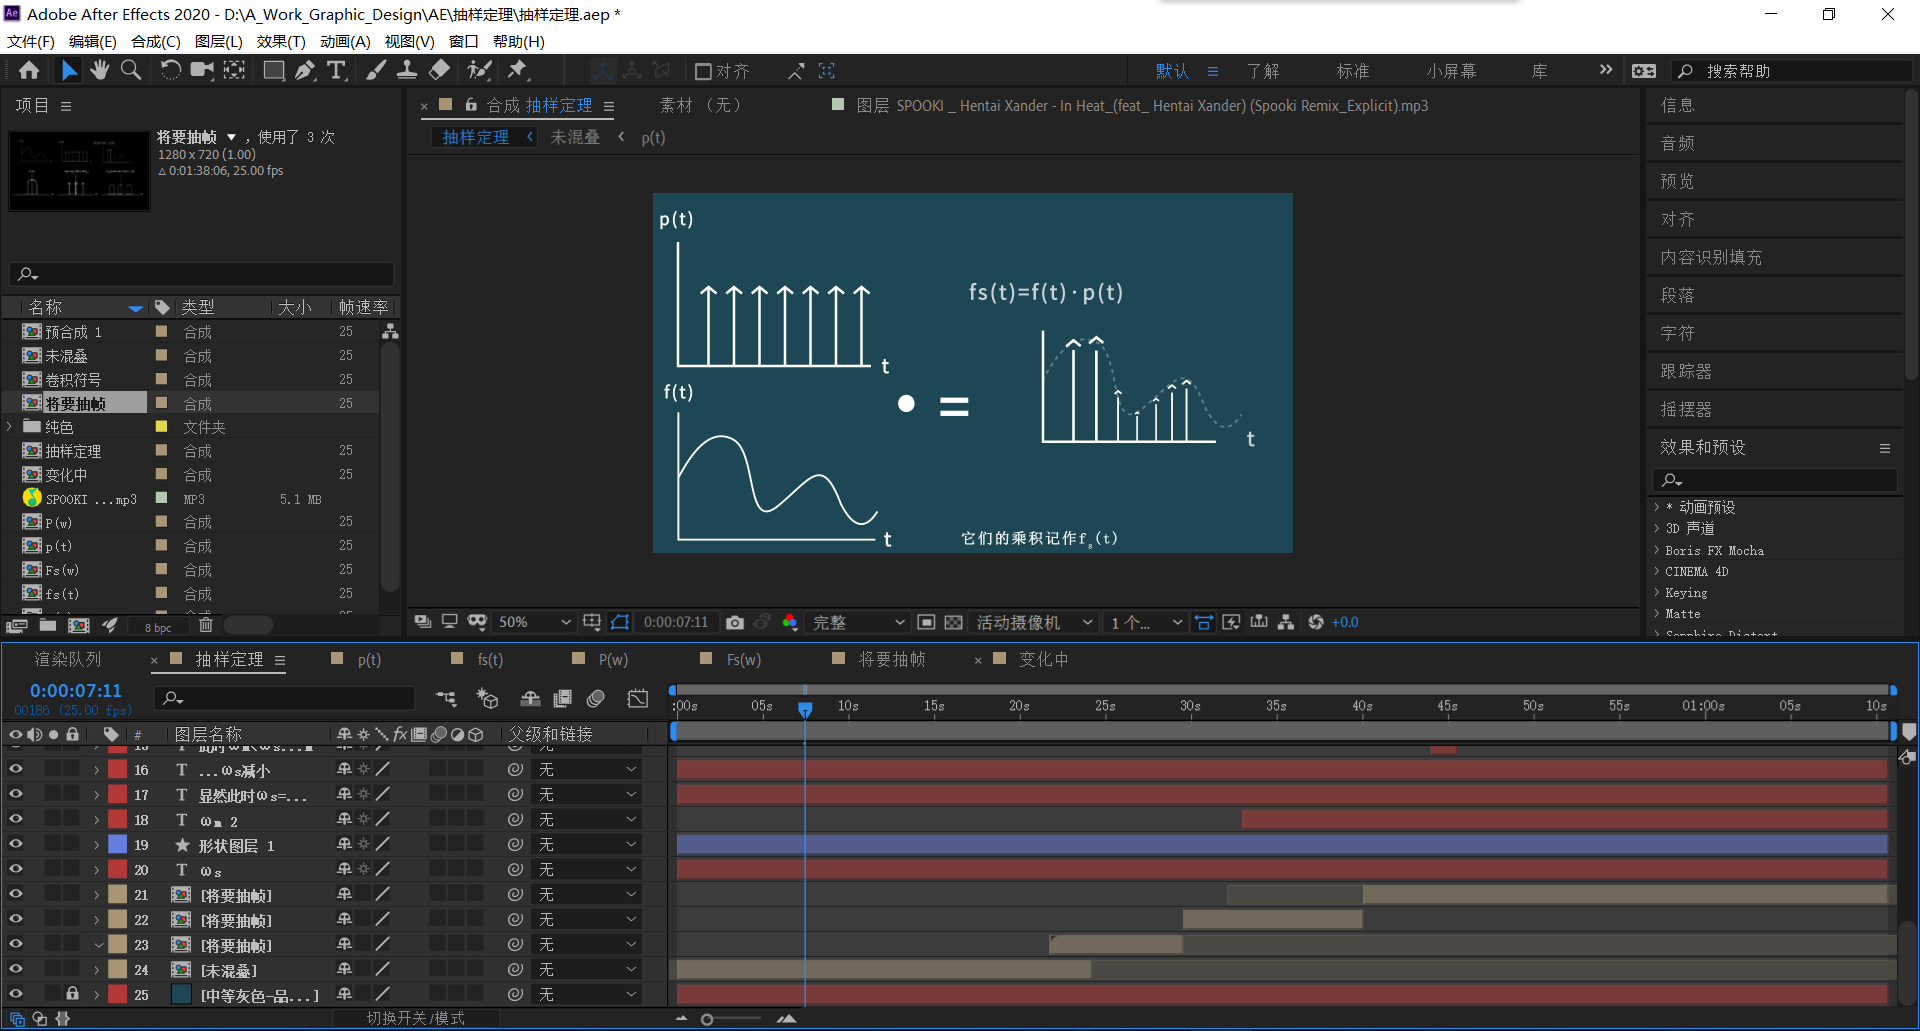 Adobe After Effects 2020 - D:\A_Work_Graphic_Design\AE\抽样定理\抽样定理.aep *
文件(F) 编辑(E) 合成(C) 图层(L) 效果(T) 动画(A) 视图(V) 窗口 帮助(H)
对齐 默认 了解 标准 小屏幕 库 搜索帮助
项目
将要抽帧 ▼ ，使用了 3 次
1280 x 720 (1.00)
△ 0:01:38:06, 25.00 fps
名称 类型 大小 帧速率
预合成 1 合成 25
未混叠 合成 25
卷积符号 合成 25
将要抽帧 合成 25
纯色 文件夹
抽样定理 合成 25
变化中 合成 25
SPOOKI ...mp3 MP3 5.1 MB
P(w) 合成 25
p(t) 合成 25
Fs(w) 合成 25
fs(t) 合成 25
8 bpc
合成 抽样定理 素材 （无） 图层 SPOOKI _ Hentai Xander - In Heat_(feat_ Hentai Xander) (Spooki Remix_Explicit).mp3
抽样定理 未混叠 p(t)
p(t)
t
fs(t)=f(t)·p(t)
f(t)
=
t
t
它们的乘积记作fs(t)
50% 0:00:07:11 完整 活动摄像机 1 个... +0.0
信息
音频
预览
对齐
内容识别填充
段落
字符
跟踪器
摇摆器
效果和预设
* 动画预设
3D 声道
Boris FX Mocha
CINEMA 4D
Keying
Matte
Sapphire Distort
渲染队列 抽样定理 p(t) fs(t) P(w) Fs(w) 将要抽帧 变化中
0:00:07:11
00186 (25.00 fps)
:00s 05s 10s 15s 20s 25s 30s 35s 40s 45s 50s 55s 01:00s 05s 10s
# 图层名称 fx 父级和链接
16 T ...ωs减小 无
17 T 显然此时ωs=... 无
18 T ωm 2 无
19 形状图层 1 无
20 T ωs 无
21 [将要抽帧] 无
22 [将要抽帧] 无
23 [将要抽帧] 无
24 [未混叠] 无
25 [中等灰色-品...] 无
切换开关/模式